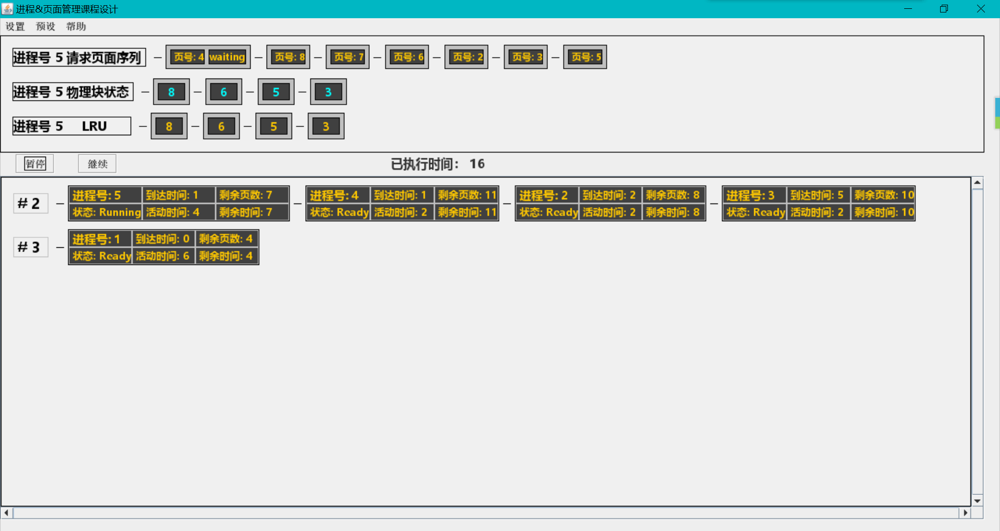 进程&页面管理课程设计
设置 预设 帮助
进程号 5 请求页面序列 页号: 4 waiting 页号: 8 页号: 7 页号: 6 页号: 2 页号: 3 页号: 5
进程号 5 物理块状态 8 6 5 3
进程号 5 LRU 8 6 5 3
暂停 继续 已执行时间: 16
进程号: 5 到达时间: 1 剩余页数: 7 进程号: 4 到达时间: 1 剩余页数: 11 进程号: 2 到达时间: 2 剩余页数: 8 进程号: 3 到达时间: 5 剩余页数: 10
# 2
状态: Running 活动时间: 4 剩余时间: 7 状态: Ready 活动时间: 2 剩余时间: 11 状态: Ready 活动时间: 2 剩余时间: 8 状态: Ready 活动时间: 2 剩余时间: 10
进程号: 1 到达时间: 0 剩余页数: 4
# 3
状态: Ready 活动时间: 6 剩余时间: 4